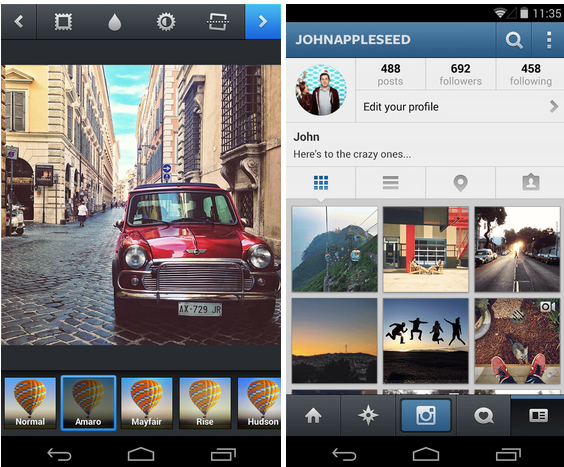 AX·729 JR
Normal
Amaro
Mayfair
Rise
Hudson
11:35
JOHNAPPLESEED
488
posts
692
followers
458
following
Edit your profile
John
Here's to the crazy ones...